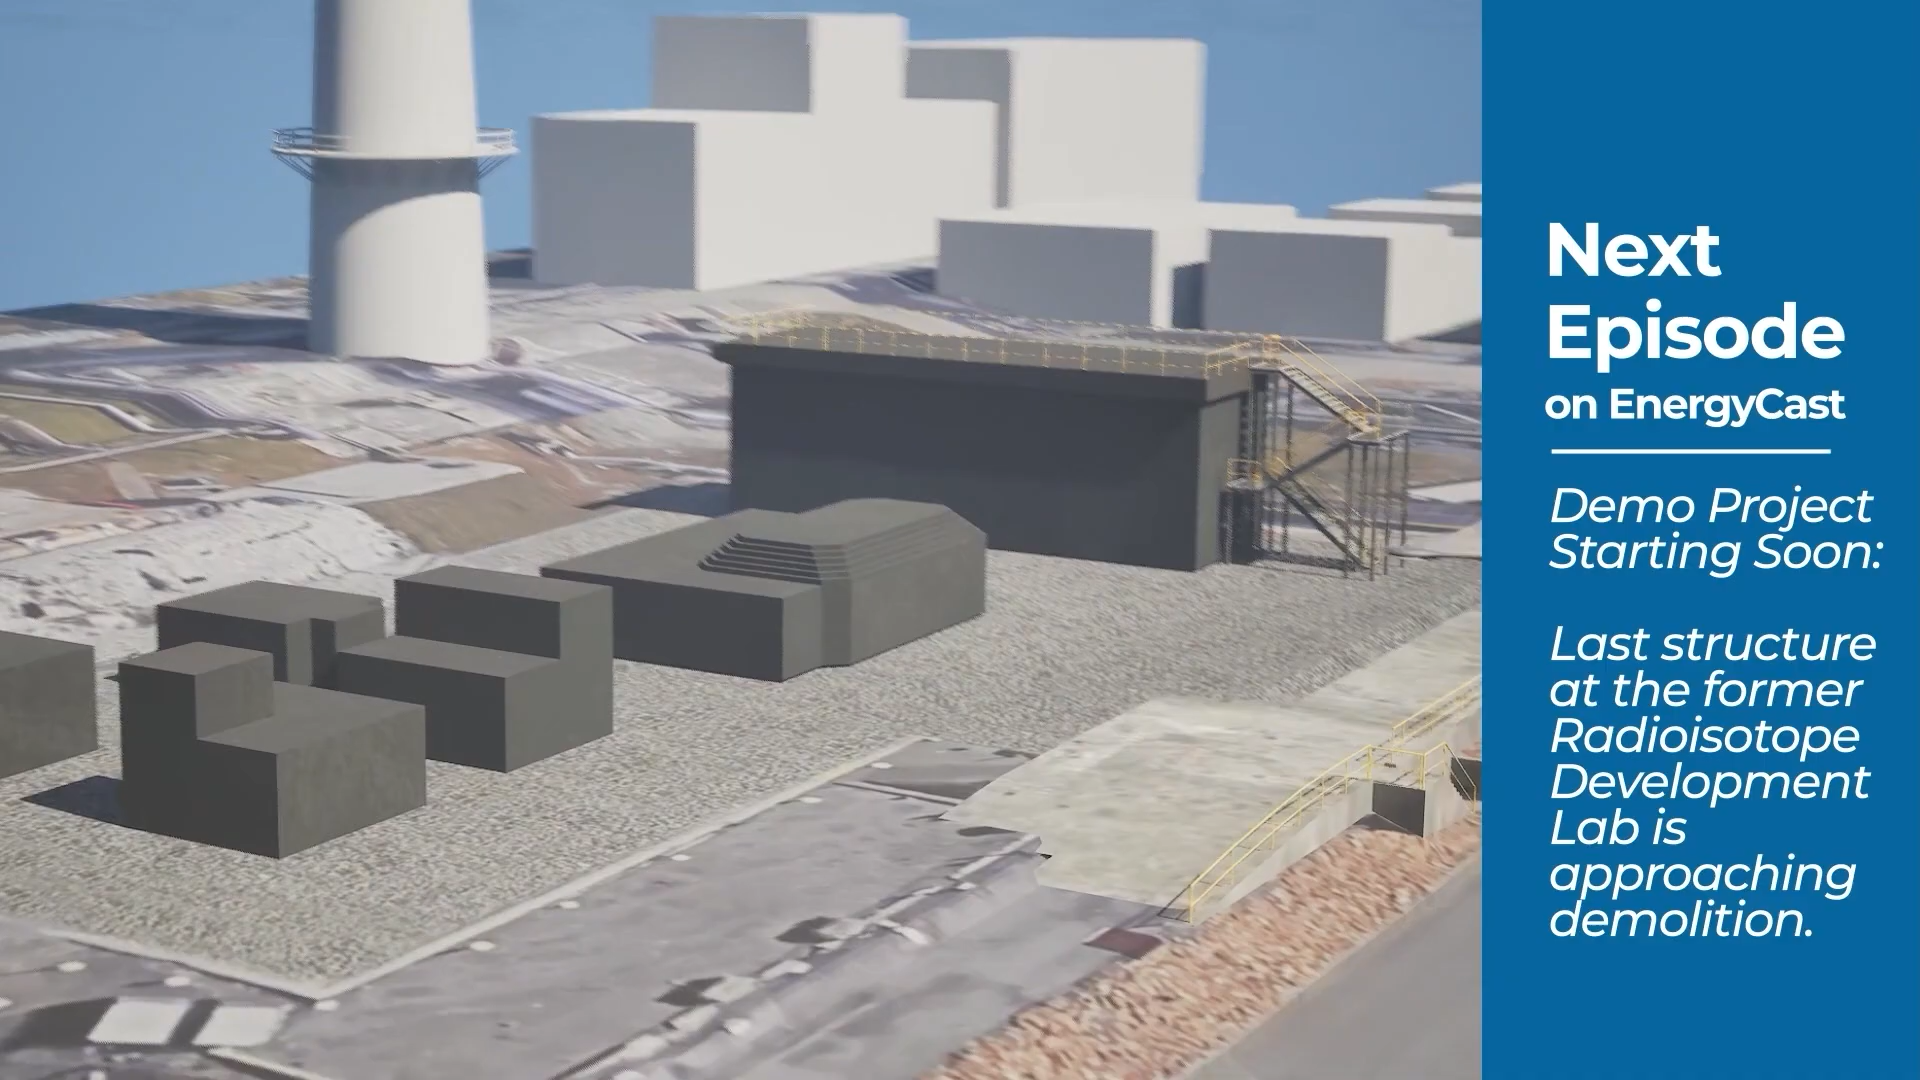 Next
Episode
on EnergyCast
Demo Project
Starting Soon:
Last structure
at the former
Radioisotope
Development
Lab is
approaching
demolition.